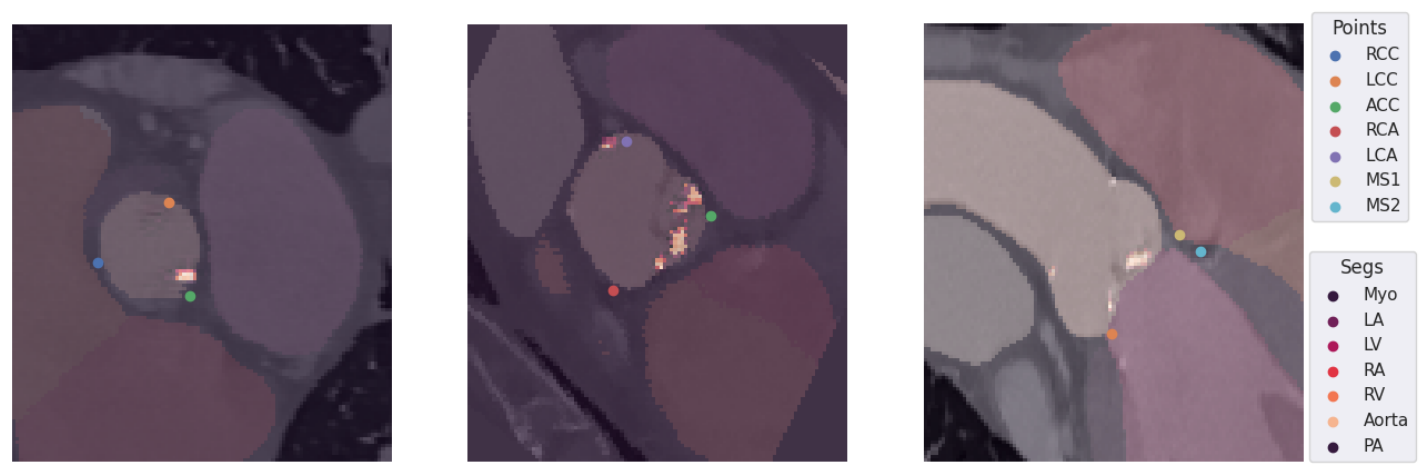 Points
RCC
LCC
ACC
RCA
LCA
MS1
MS2
Segs
Myo
LA
LV
RA
RV
Aorta
PA